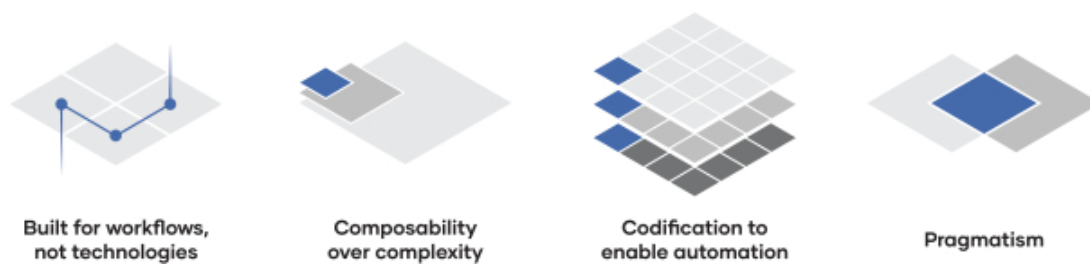 Built for workflows,
not technologies
Composability
over complexity
Codification to
enable automation
Pragmatism